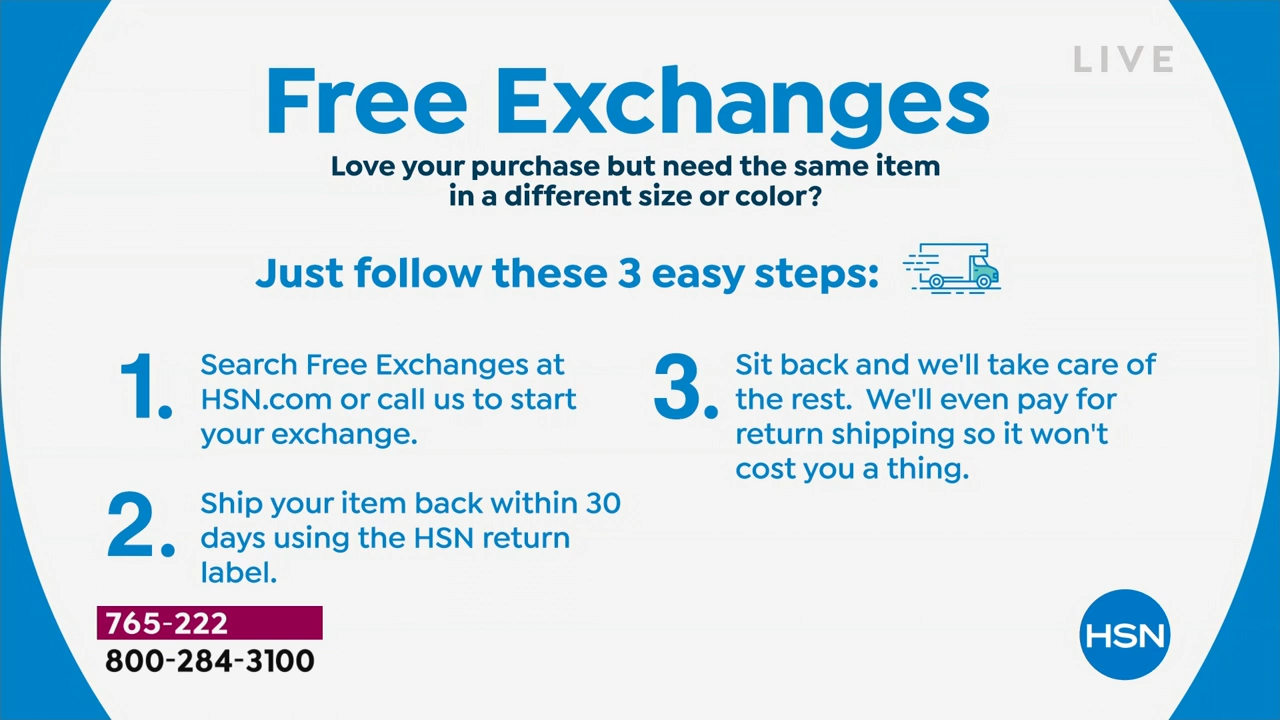 LIVE
Free Exchanges
Love your purchase but need the same item
in a different size or color?
Just follow these 3 easy steps:
1. Search Free Exchanges at
HSN.com or call us to start
your exchange.
2. Ship your item back within 30
days using the HSN return
label.
3. Sit back and we'll take care of
the rest. We'll even pay for
return shipping so it won't
cost you a thing.
765-222
800-284-3100
HSN